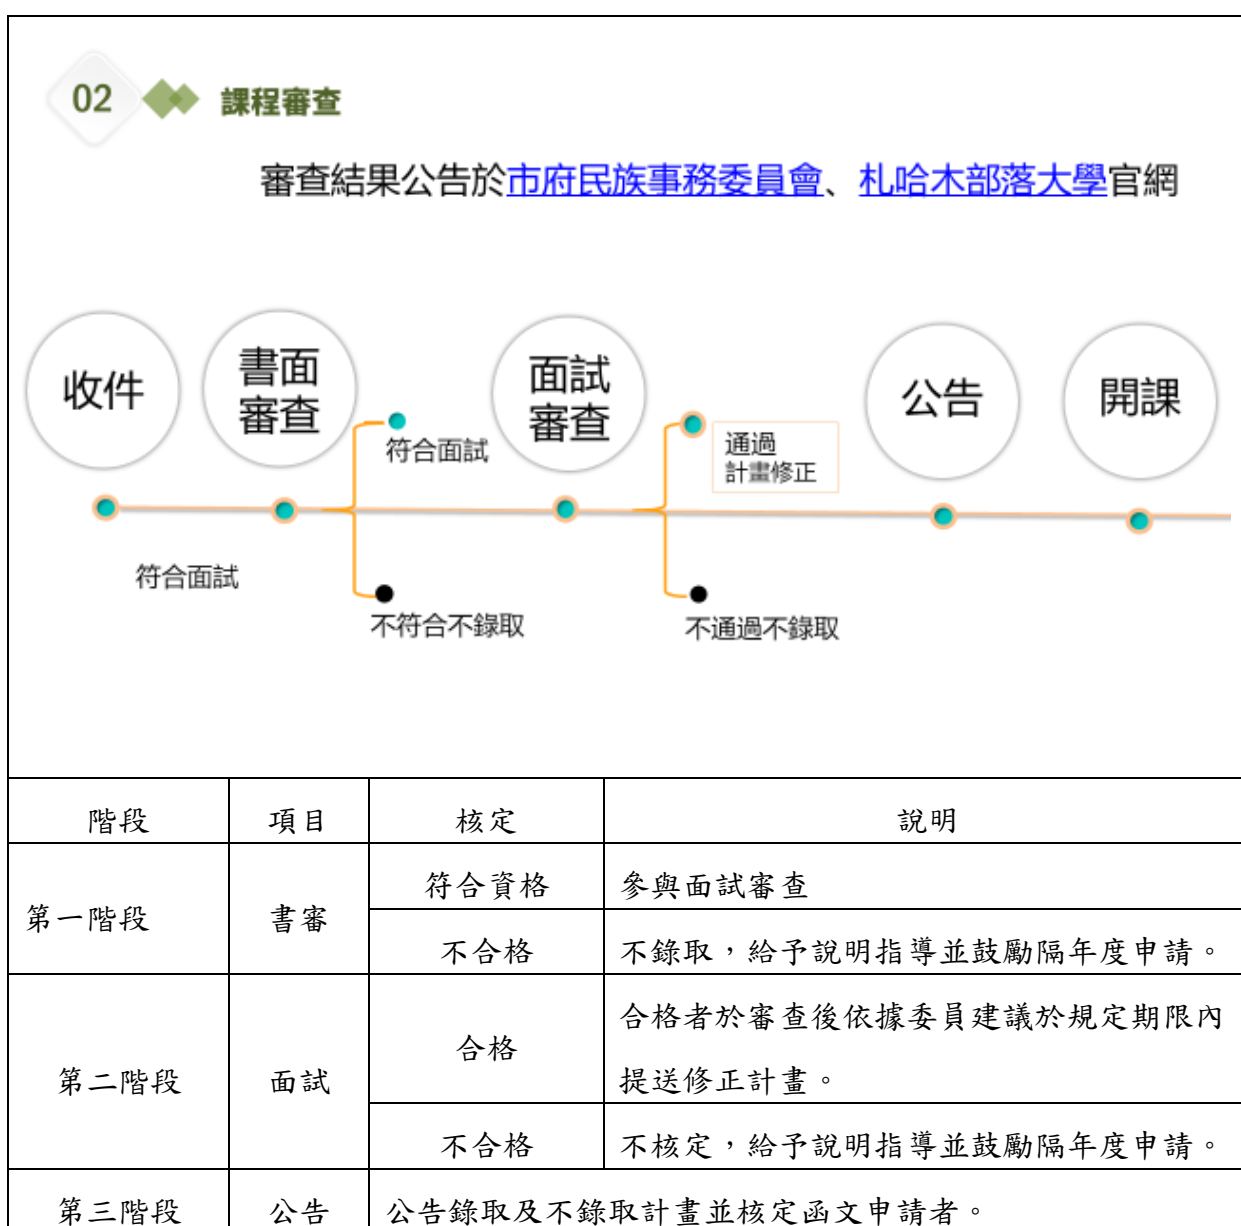 02 課程審查
審查結果公告於市府民族事務委員會、札哈木部落大學官網
收件
書面
審查
面試
審查
公告
開課
符合面試
通過
計畫修正
符合面試
不符合不錄取
不通過不錄取
階段 項目 核定 說明
第一階段 書審 符合資格 參與面試審查
不合格 不錄取，給予說明指導並鼓勵隔年度申請。
第二階段 面試 合格 合格者於審查後依據委員建議於規定期限內
提送修正計畫。
不合格 不核定，給予說明指導並鼓勵隔年度申請。
第三階段 公告 公告錄取及不錄取計畫並核定函文申請者。